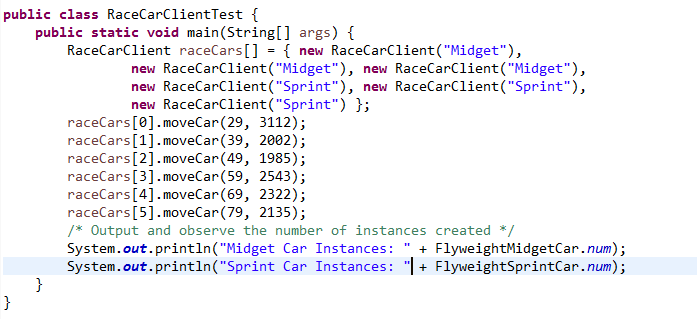 public class RaceCarClientTest {
    public static void main(String[] args) {
        RaceCarClient raceCars[] = { new RaceCarClient("Midget"),
                new RaceCarClient("Midget"), new RaceCarClient("Midget"),
                new RaceCarClient("Sprint"), new RaceCarClient("Sprint"),
                new RaceCarClient("Sprint") };
        raceCars[0].moveCar(29, 3112);
        raceCars[1].moveCar(39, 2002);
        raceCars[2].moveCar(49, 1985);
        raceCars[3].moveCar(59, 2543);
        raceCars[4].moveCar(69, 2322);
        raceCars[5].moveCar(79, 2135);
        /* Output and observe the number of instances created */
        System.out.println("Midget Car Instances: " + FlyweightMidgetCar.num);
        System.out.println("Sprint Car Instances: " + FlyweightSprintCar.num);
    }
}